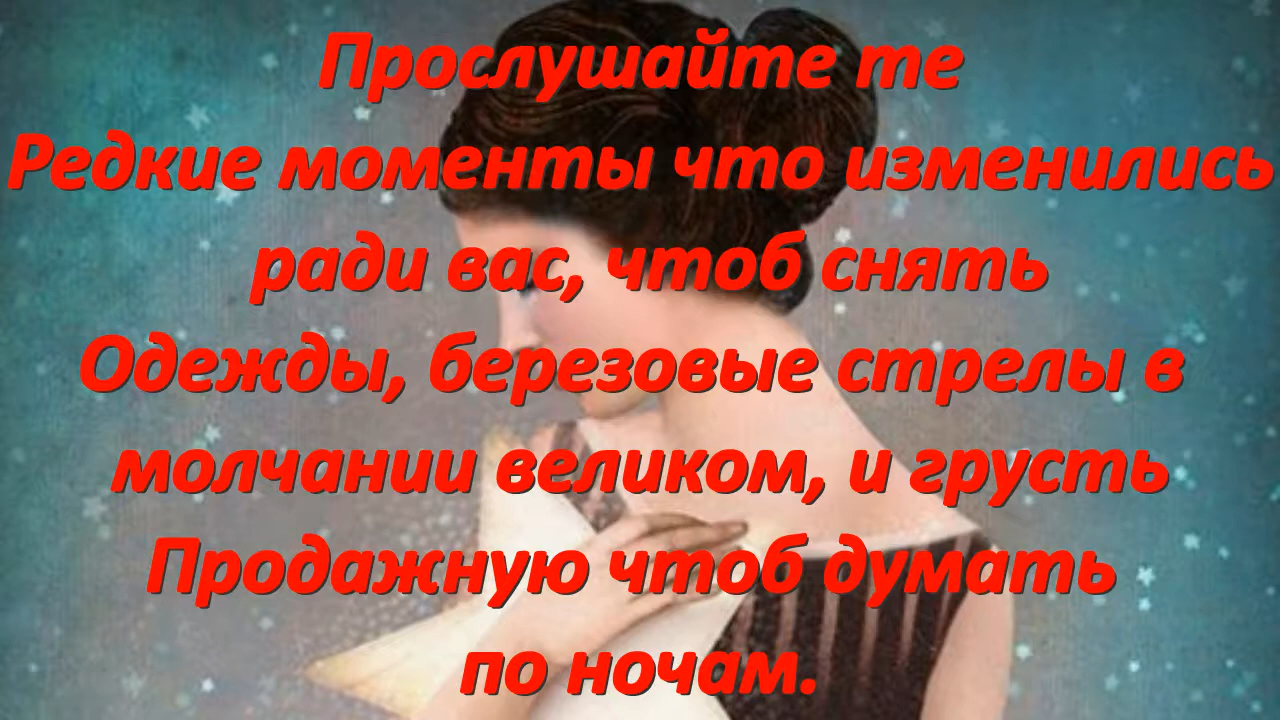 Прослушайте те
Редкие моменты что изменились
ради вас, чтоб снять
Одежды, березовые стрелы в
молчании великом, и грусть
Продажную чтоб думать
по ночам.